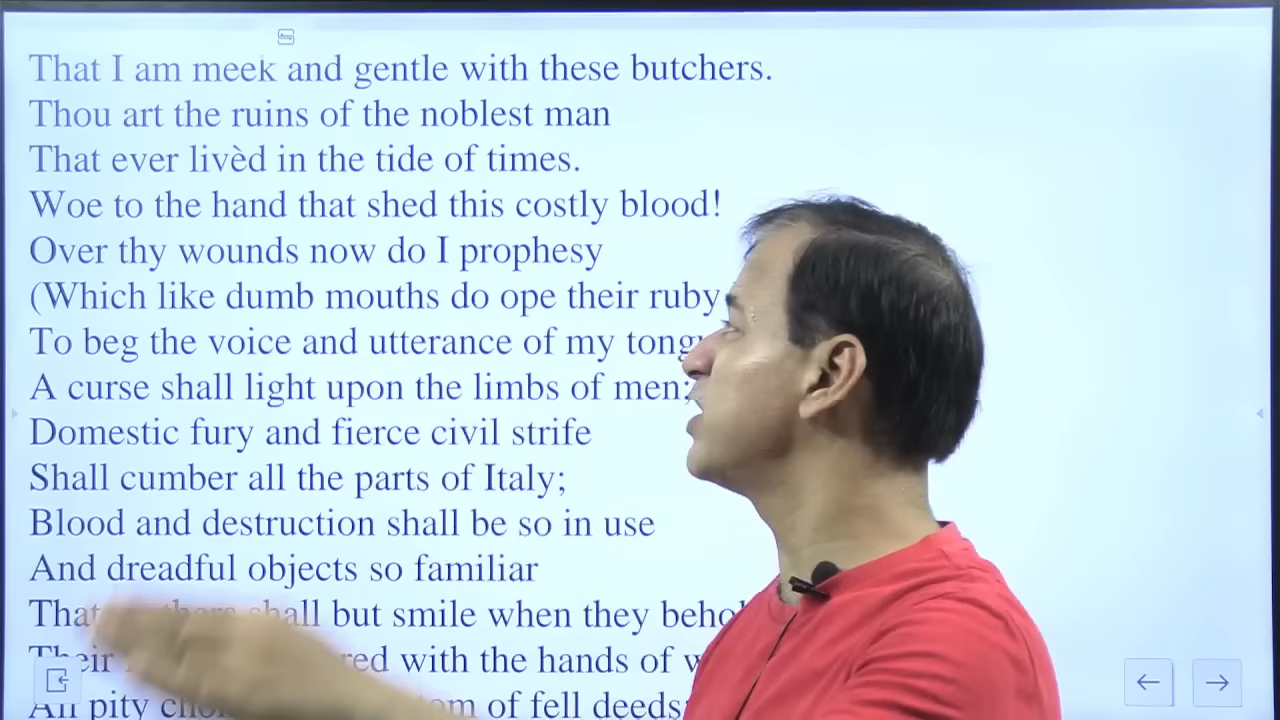 That I am meek and gentle with these butchers.
Thou art the ruins of the noblest man
That ever livèd in the tide of times.
Woe to the hand that shed this costly blood!
Over thy wounds now do I prophesy
(Which like dumb mouths do ope their ruby
To beg the voice and utterance of my
A curse shall light upon the limbs of men;
Domestic fury and fierce civil strife
Shall cumber all the parts of Italy;
Blood and destruction shall be so in use
And dreadful objects so familiar
That shall but smile when they
Their with the hands of
All pity of fell deeds;